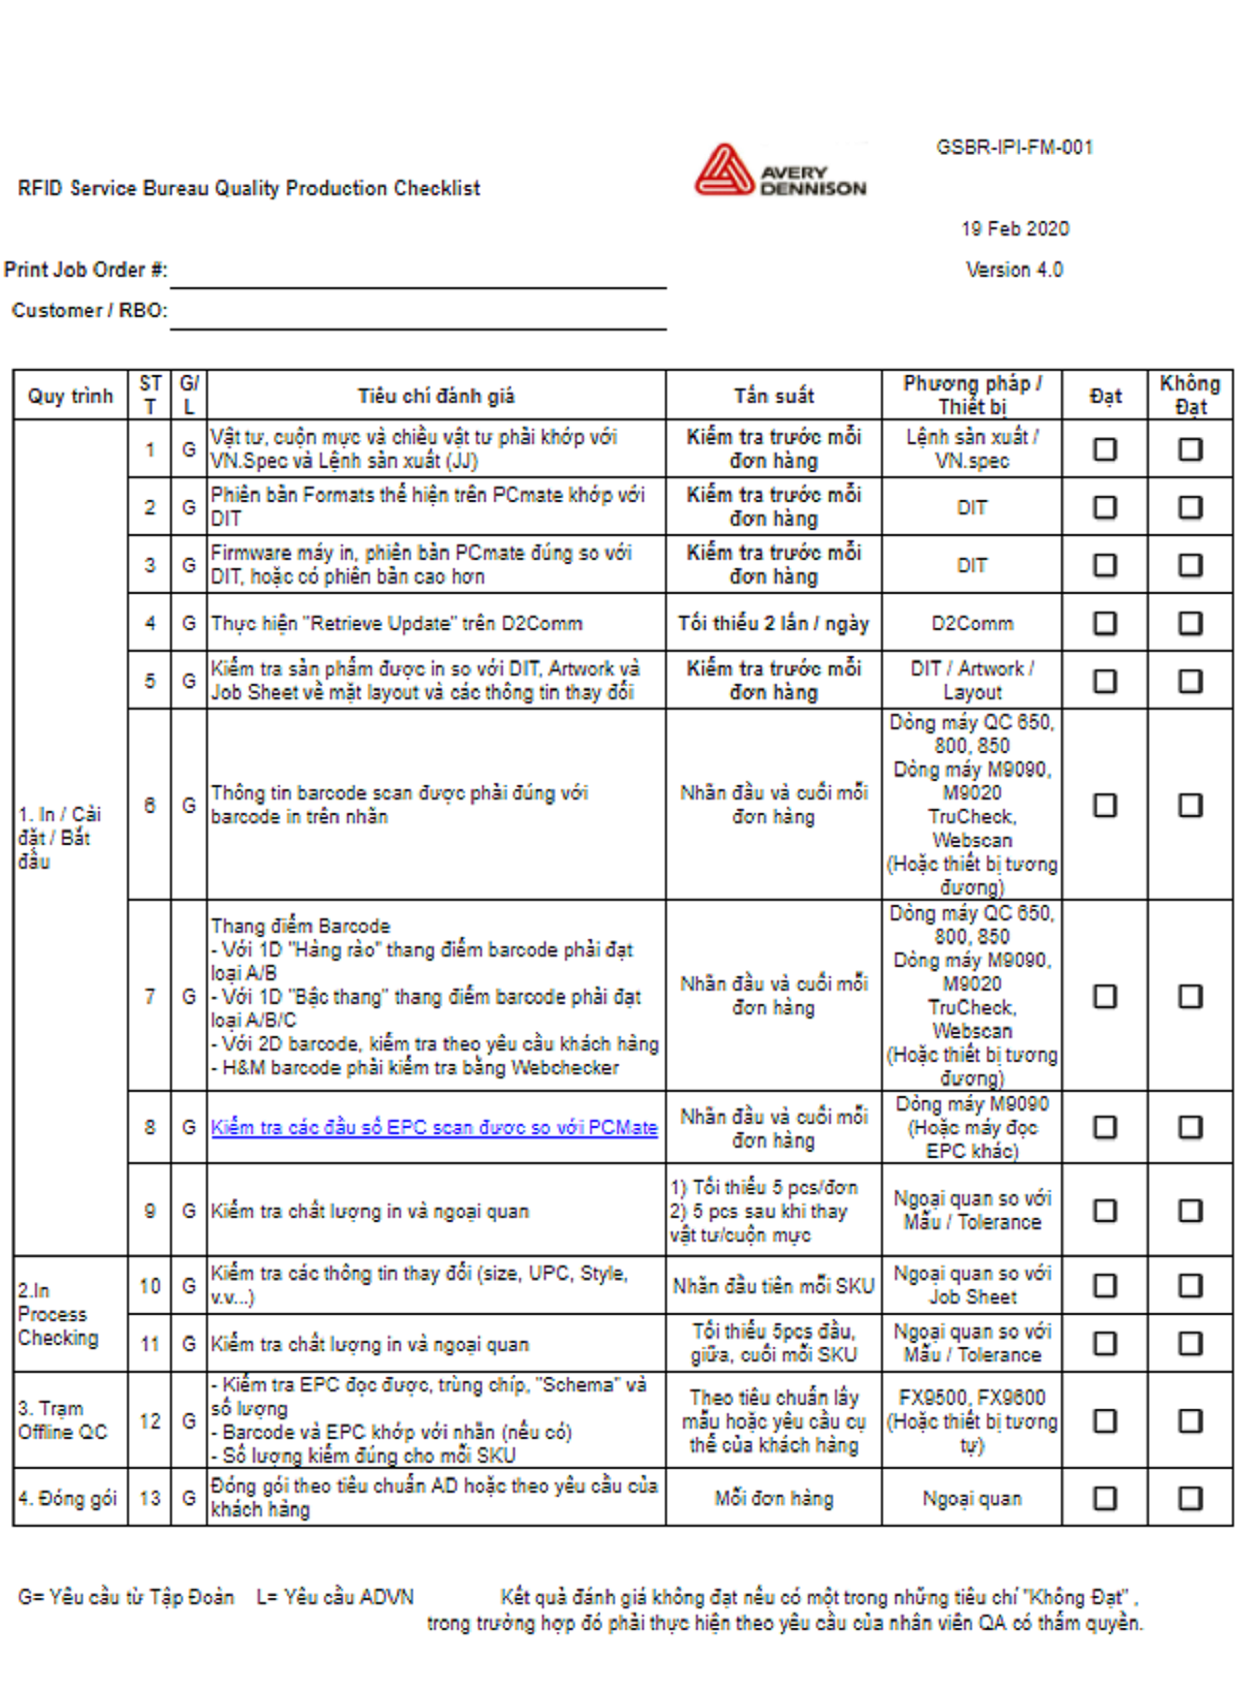 GSBR-IPI-FM-001
AVERY
DENNISON
RFID Service Bureau Quality Production Checklist
19 Feb 2020
Print Job Order #:
Version 4.0
Customer / RBO:
Quy trình
ST
T
G/
L
Tiêu chí đánh giá
Tần suất
Phương pháp /
Thiết bị
Đạt
Không
Đạt
1. In / Cài
đặt / Bắt
đầu
1
G
Vật tư, cuộn mực và chiều vật tư phải khớp với
VN.Spec và Lệnh sản xuất (JJ)
Kiểm tra trước mỗi
đơn hàng
Lệnh sản xuất /
VN.spec
2
G
Phiên bản Formats thể hiện trên PCmate khớp với
DIT
Kiểm tra trước mỗi
đơn hàng
DIT
3
G
Firmware máy in, phiên bản PCmate đúng so với
DIT, hoặc có phiên bản cao hơn
Kiểm tra trước mỗi
đơn hàng
DIT
4
G
Thực hiện "Retrieve Update" trên D2Comm
Tối thiểu 2 lần / ngày
D2Comm
5
G
Kiểm tra sản phẩm được in so với DIT, Artwork và
Job Sheet về mặt layout và các thông tin thay đổi
Kiểm tra trước mỗi
đơn hàng
DIT / Artwork /
Layout
6
G
Thông tin barcode scan được phải đúng với
barcode in trên nhãn
Nhãn đầu và cuối mỗi
đơn hàng
Dòng máy QC 650,
800, 850
Dòng máy M9090,
M9020
TruCheck,
Webscan
(Hoặc thiết bị tương
đương)
7
G
Thang điểm Barcode
- Với 1D "Hàng rào" thang điểm barcode phải đạt
loại A/B
- Với 1D "Bậc thang" thang điểm barcode phải đạt
loại A/B/C
- Với 2D barcode, kiểm tra theo yêu cầu khách hàng
- H&M barcode phải kiểm tra bằng Webchecker
Nhãn đầu và cuối mỗi
đơn hàng
Dòng máy QC 650,
800, 850
Dòng máy M9090,
M9020
TruCheck,
Webscan
(Hoặc thiết bị tương
đương)
8
G
Kiểm tra các đầu số EPC scan được so với PCMate
Nhãn đầu và cuối mỗi
đơn hàng
Dòng máy M9090
(Hoặc máy đọc
EPC khác)
9
G
Kiểm tra chất lượng in và ngoại quan
1) Tối thiểu 5 pcs/đơn
2) 5 pcs sau khi thay
vật tư/cuộn mực
Ngoại quan so với
Mẫu / Tolerance
2.In
Process
Checking
10
G
Kiểm tra các thông tin thay đổi (size, UPC, Style,
v.v...)
Nhãn đầu tiên mỗi SKU
Ngoại quan so với
Job Sheet
11
G
Kiểm tra chất lượng in và ngoại quan
Tối thiểu 5pcs đầu,
giữa, cuối mỗi SKU
Ngoại quan so với
Mẫu / Tolerance
3. Trạm
Offline QC
12
G
- Kiểm tra EPC đọc được, trùng chíp, "Schema" và
số lượng
- Barcode và EPC khớp với nhãn (nếu có)
- Số lượng kiểm đúng cho mỗi SKU
Theo tiêu chuẩn lấy
mẫu hoặc yêu cầu cụ
thể của khách hàng
FX9500, FX9600
(Hoặc thiết bị tương
tự)
4. Đóng gói
13
G
Đóng gói theo tiêu chuẩn AD hoặc theo yêu cầu của
khách hàng
Mỗi đơn hàng
Ngoại quan
G= Yêu cầu từ Tập Đoàn L= Yêu cầu ADVN
Kết quả đánh giá không đạt nếu có một trong những tiêu chí "Không Đạt" ,
trong trường hợp đó phải thực hiện theo yêu cầu của nhân viên QA có thẩm quyền.